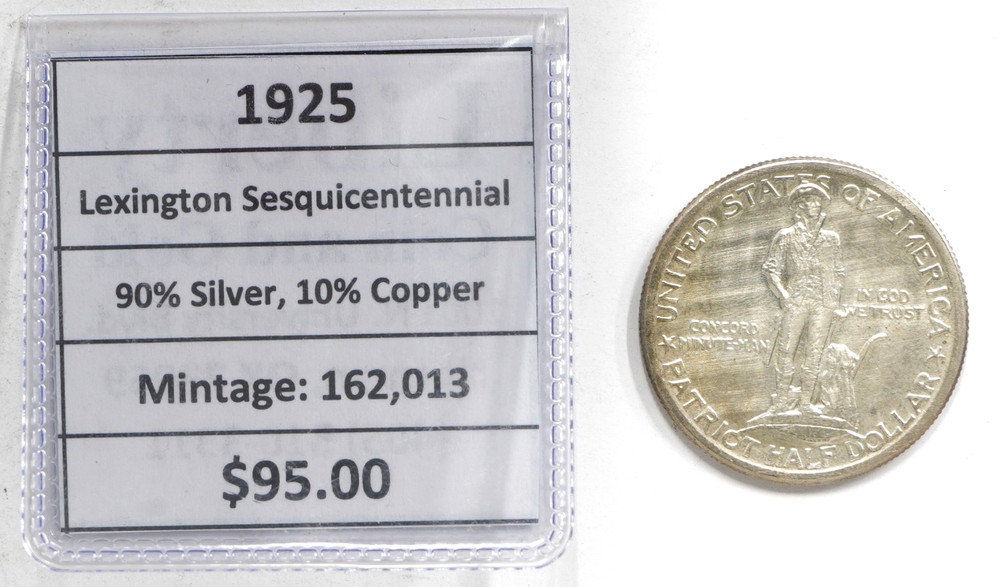 1925
Lexington Sesquicentennial
90% Silver, 10% Copper
Mintage: 162,013
$95.00
UNITED STATES OF AMERICA
CONCORD
MINUTE-MAN
IN GOD
WE TRUST
PATRIOT HALF DOLLAR